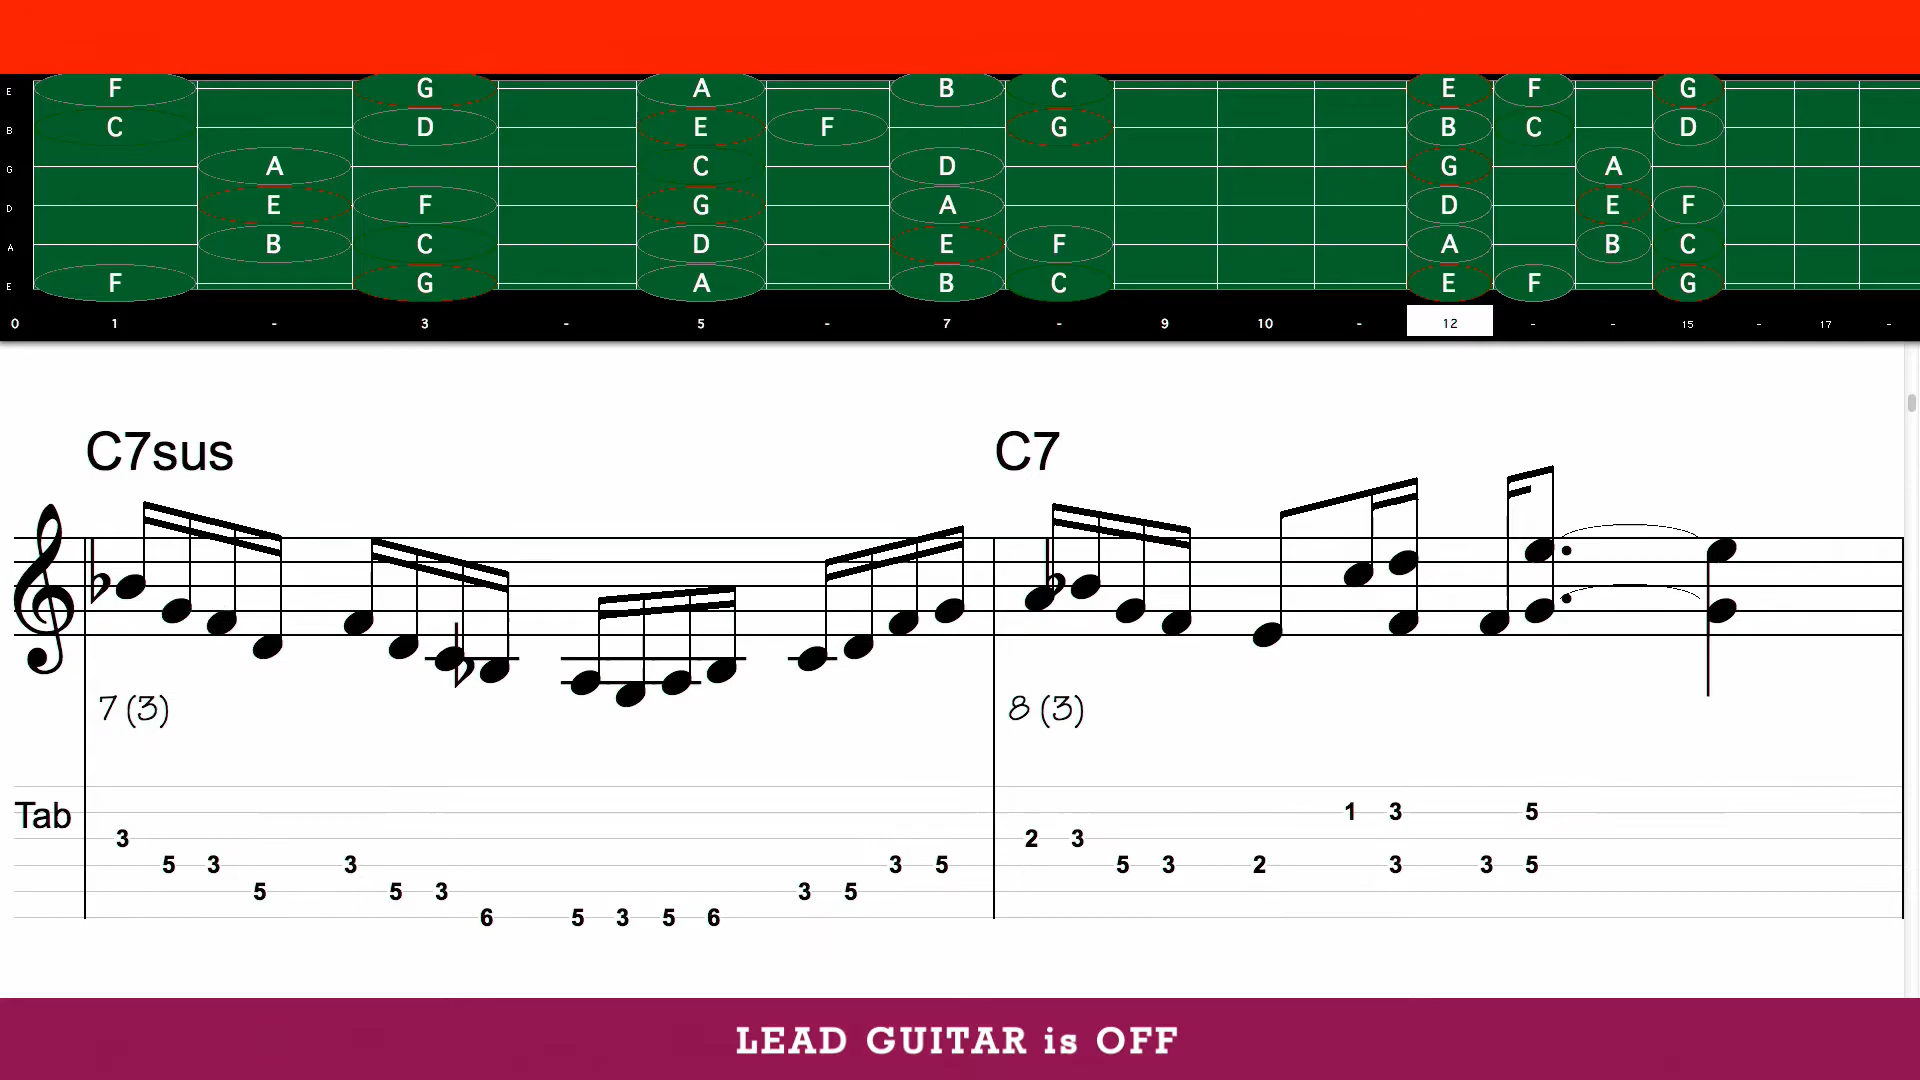 E F G A B C E F G
B C D E F G B C D
G A C D G A
D E F G A D E F
A B C D E F A B C
E F G A B C E F G
0 1 - 3 - 5 - 7 - 9 10 - 12 - - 15 - 17 -
C7sus C7
7 (3) 8 (3)
Tab
1 3 5
3 2 3
5 3 3 3 5 5 3 2 3 3 5
5 5 3 3 5
6 5 3 5 6
LEAD GUITAR is OFF